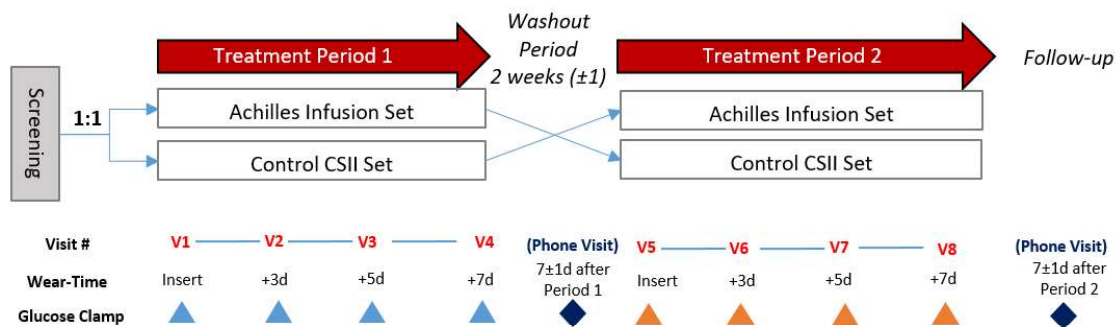 Treatment Period 1
Washout
Period
2 weeks (±1)
Treatment Period 2
Follow-up
Screening
1:1
Achilles Infusion Set
Achilles Infusion Set
Control CSII Set
Control CSII Set
Visit # V1 V2 V3 V4 (Phone Visit) V5 V6 V7 V8 (Phone Visit)
Wear-Time Insert +3d +5d +7d 7±1d after Insert +3d +5d +7d 7±1d after
Period 1 Period 2
Glucose Clamp